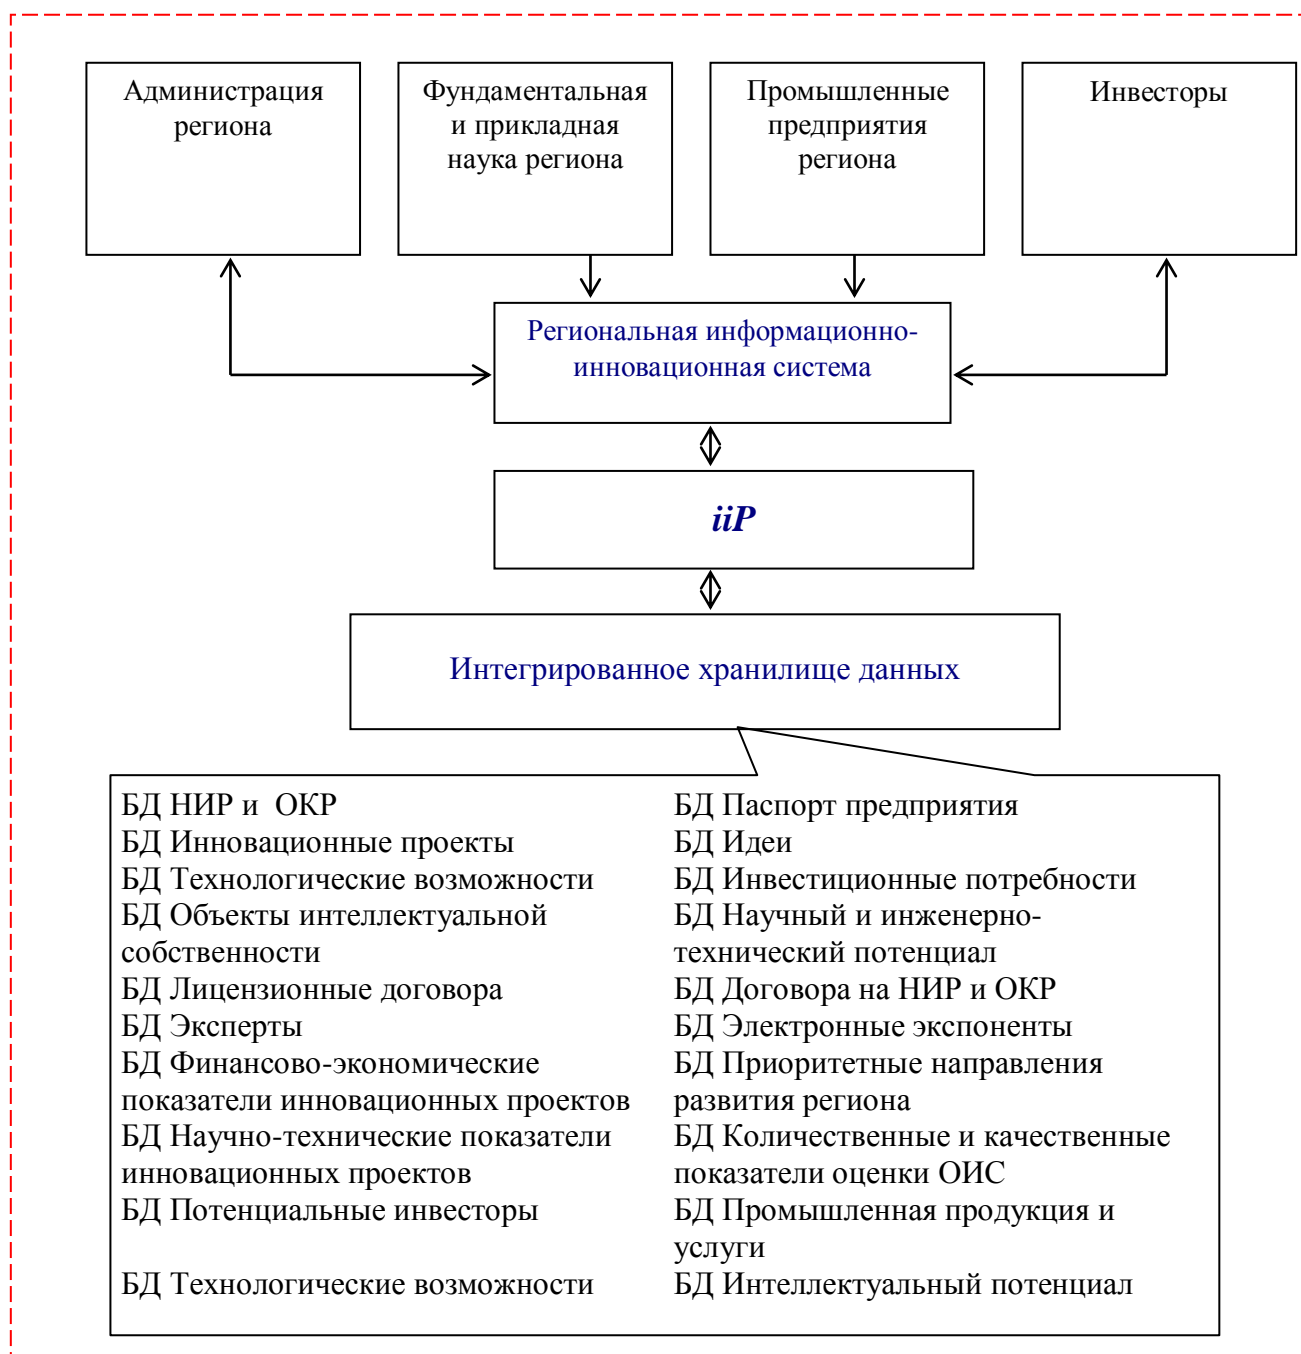 Администрация
региона
Фундаментальная
и прикладная
наука региона
Промышленные
предприятия
региона
Инвесторы
Региональная информационно-
инновационная система
iiP
Интегрированное хранилище данных
БД НИР и ОКР
БД Инновационные проекты
БД Технологические возможности
БД Объекты интеллектуальной
собственности
БД Лицензионные договора
БД Эксперты
БД Финансово-экономические
показатели инновационных проектов
БД Научно-технические показатели
инновационных проектов
БД Потенциальные инвесторы
БД Технологические возможности
БД Паспорт предприятия
БД Идеи
БД Инвестиционные потребности
БД Научный и инженерно-
технический потенциал
БД Договора на НИР и ОКР
БД Электронные экспоненты
БД Приоритетные направления
развития региона
БД Количественные и качественные
показатели оценки ОИС
БД Промышленная продукция и
услуги
БД Интеллектуальный потенциал